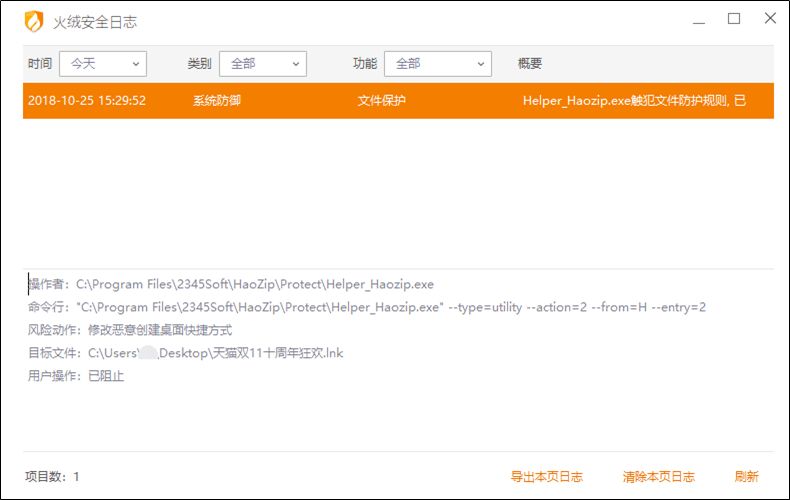 火绒安全日志
时间 今天 类别 全部 功能 全部 概要
2018-10-25 15:29:52 系统防御 文件保护 Helper_Haozip.exe触犯文件防护规则, 已
操作者：C:\Program Files\2345Soft\HaoZip\Protect\Helper_Haozip.exe
命令行："C:\Program Files\2345Soft\HaoZip\Protect\Helper_Haozip.exe" --type=utility --action=2 --from=H --entry=2
风险动作：修改恶意创建桌面快捷方式
目标文件：C:\Users\ Desktop\天猫双11十周年狂欢.lnk
用户操作：已阻止
项目数：1 导出本页日志 清除本页日志 刷新